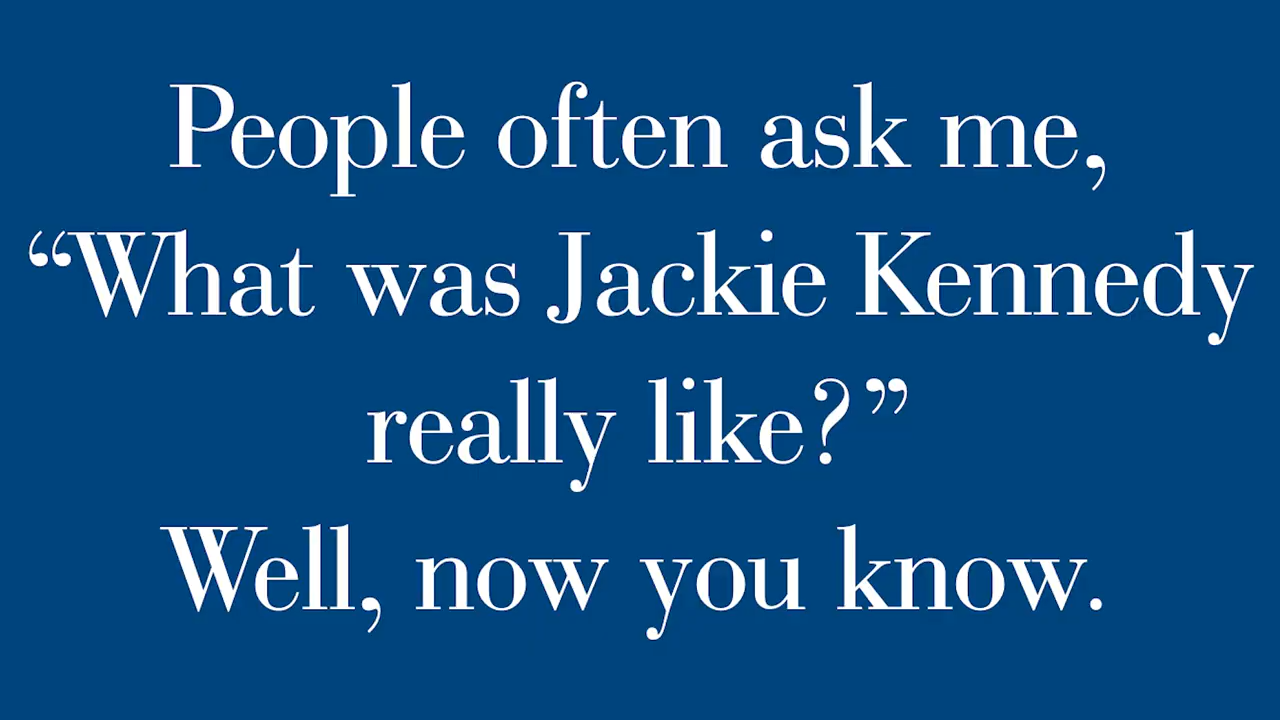 People often ask me,
“What was Jackie Kennedy
really like?”
Well, now you know.